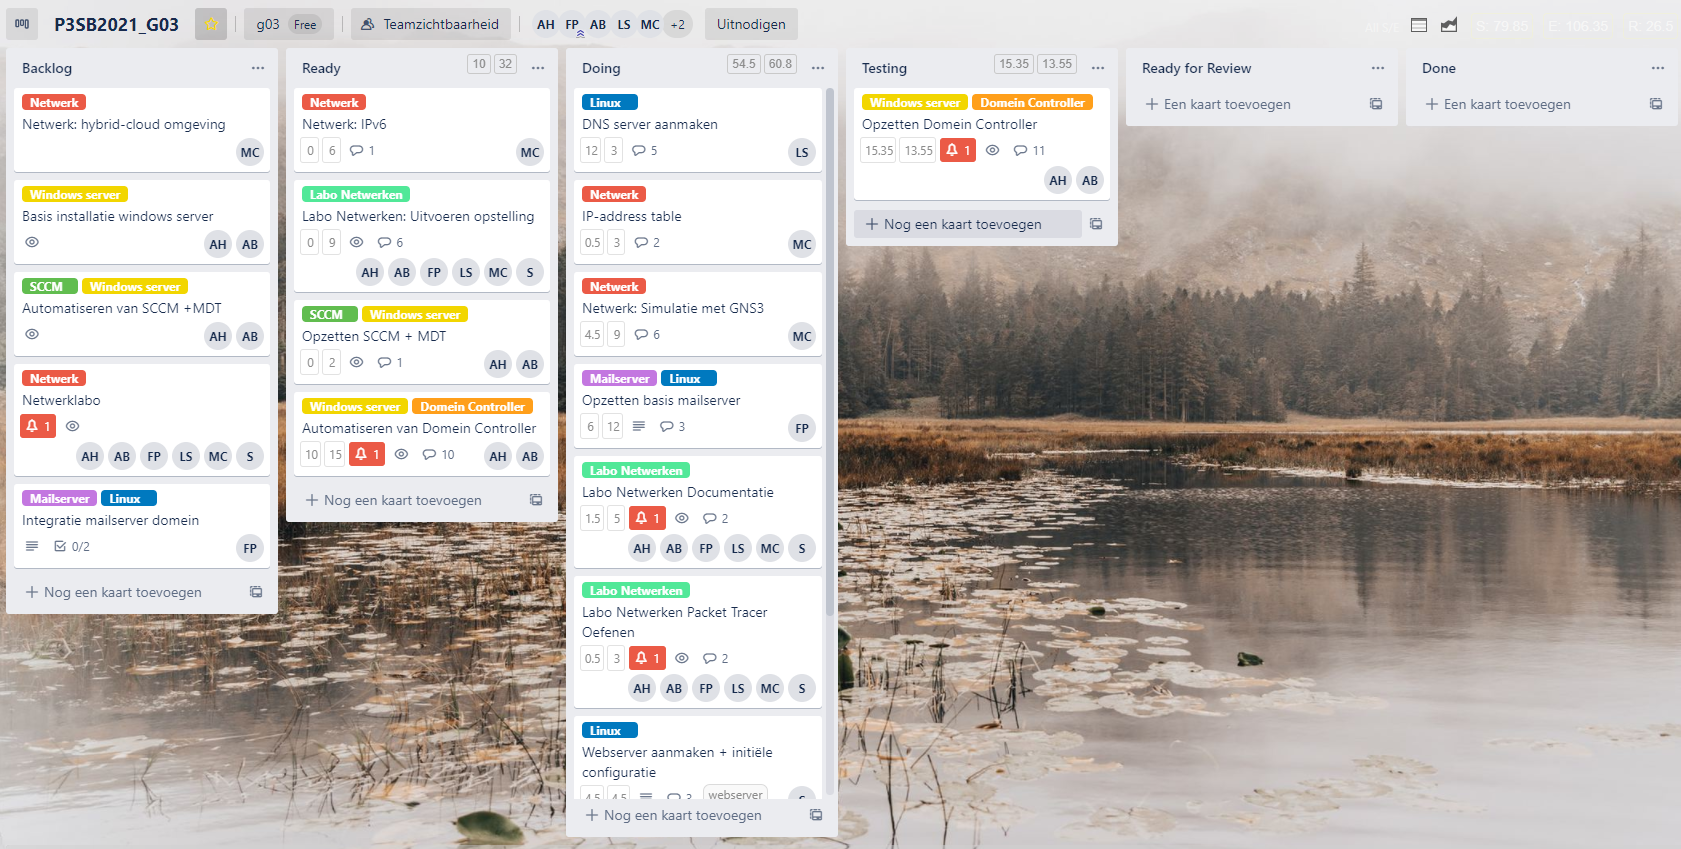 P3SB2021_G03
g03 Free
Teamzichtbaarheid
AH FP AB LS MC +2
Uitnodigen
S: 79.85 E: 106.35 R: 26.5
Backlog
Netwerk
Netwerk: hybrid-cloud omgeving
MC
Windows server
Basis installatie windows server
AH AB
SCCM Windows server
Automatiseren van SCCM +MDT
AH AB
Netwerk
Netwerklabo
1
AH AB FP LS MC S
Mailserver Linux
Integratie mailserver domein
0/2
FP
Nog een kaart toevoegen
Ready 10 32
Netwerk
Netwerk: IPv6
0 6 1
MC
Labo Netwerken
Labo Netwerken: Uitvoeren opstelling
0 9 6
AH AB FP LS MC S
SCCM Windows server
Opzetten SCCM + MDT
0 2 1
AH AB
Windows server Domein Controller
Automatiseren van Domein Controller
10 15 1 10
AH AB
Nog een kaart toevoegen
Doing 54.5 60.8
Linux
DNS server aanmaken
12 3 5
LS
Netwerk
IP-address table
0.5 3 2
MC
Netwerk
Netwerk: Simulatie met GNS3
4.5 9 6
MC
Mailserver Linux
Opzetten basis mailserver
6 12 3
FP
Labo Netwerken
Labo Netwerken Documentatie
1.5 5 1 2
AH AB FP LS MC S
Labo Netwerken
Labo Netwerken Packet Tracer
Oefenen
0.5 3 1 2
AH AB FP LS MC S
Linux
Webserver aanmaken + initiële
configuratie
4.5 4.5 3 webserver
S
Nog een kaart toevoegen
Testing 15.35 13.55
Windows server Domein Controller
Opzetten Domein Controller
15.35 13.55 1 11
AH AB
Nog een kaart toevoegen
Ready for Review
Een kaart toevoegen
Done
Een kaart toevoegen